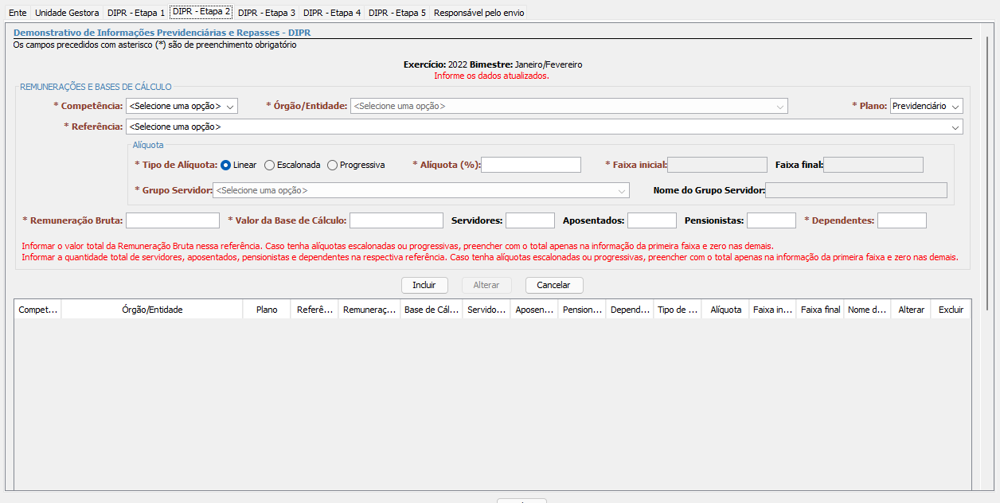 Ente Unidade Gestora DIPR - Etapa 1 DIPR - Etapa 2 DIPR - Etapa 3 DIPR - Etapa 4 DIPR - Etapa 5 Responsável pelo envio
Demonstrativo de Informações Previdenciárias e Repasses - DIPR
Os campos precedidos com asterisco (*) são de preenchimento obrigatório
Exercício: 2022 Bimestre: Janeiro/Fevereiro
Informe os dados atualizados.
REMUNERAÇÕES E BASES DE CÁLCULO
* Competência: <Selecione uma opção> * Órgão/Entidade: <Selecione uma opção> * Plano: Previdenciário
* Referência: <Selecione uma opção>
Alíquota
* Tipo de Alíquota: Linear Escalonada Progressiva * Alíquota (%): * Faixa inicial: Faixa final:
* Grupo Servidor: <Selecione uma opção> Nome do Grupo Servidor:
* Remuneração Bruta: * Valor da Base de Cálculo: Servidores: Aposentados: Pensionistas: * Dependentes:
Informar o valor total da Remuneração Bruta nessa referência. Caso tenha alíquotas escalonadas ou progressivas, preencher com o total apenas na informação da primeira faixa e zero nas demais.
Informar a quantidade total de servidores, aposentados, pensionistas e dependentes na respectiva referência. Caso tenha alíquotas escalonadas ou progressivas, preencher com o total apenas na informação da primeira faixa e zero nas demais.
Incluir Alterar Cancelar
Compet... Órgão/Entidade Plano Referê... Remuneraç... Base de Cál... Servido... Aposen... Pension... Depend... Tipo de ... Alíquota Faixa in... Faixa final Nome d... Alterar Excluir